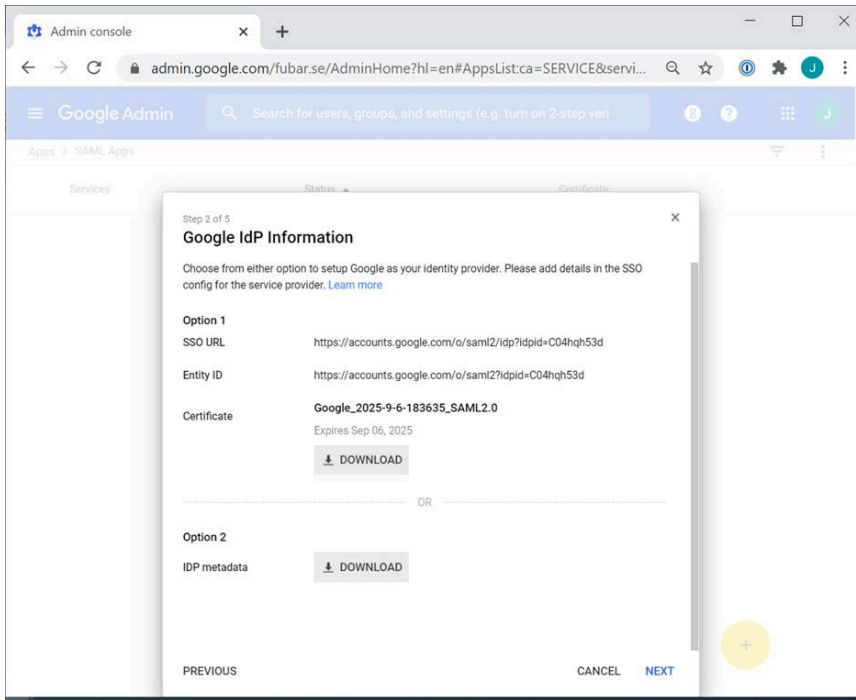 Admin console
admin.google.com/fubar.se/AdminHome?hl=en#AppsList:ca=SERVICE&servi...
J
Google Admin
Search for users, groups, and settings (e.g. turn on 2-step veri
8
?
J
Apps > SAML Apps
Services Status Certificate
Step 2 of 5
Google IdP Information
Choose from either option to setup Google as your identity provider. Please add details in the SSO
config for the service provider. Learn more
Option 1
SSO URL https://accounts.google.com/o/saml2/idp?idpid=C04hqh53d
Entity ID https://accounts.google.com/o/saml2?idpid=C04hqh53d
Certificate Google_2025-9-6-183635_SAML2.0
Expires Sep 06, 2025
DOWNLOAD
OR
Option 2
IDP metadata DOWNLOAD
PREVIOUS CANCEL NEXT